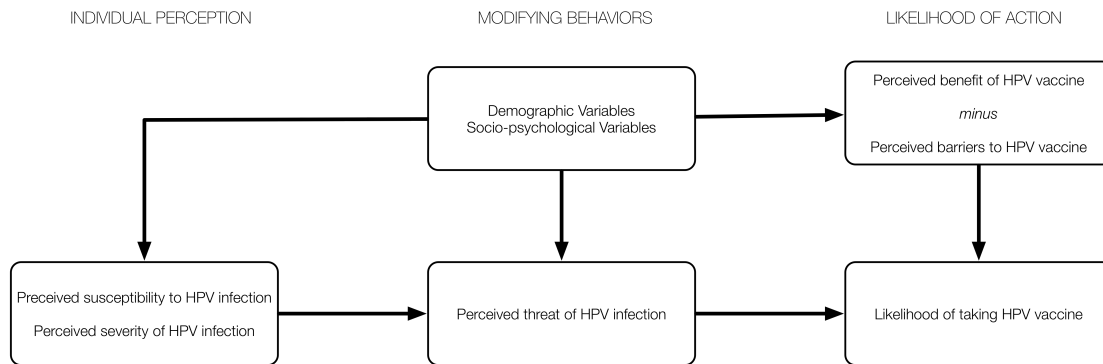 INDIVIDUAL PERCEPTION
MODIFYING BEHAVIORS
LIKELIHOOD OF ACTION
Demographic Variables
Socio-psychological Variables
Perceived benefit of HPV vaccine
minus
Perceived barriers to HPV vaccine
Preceived susceptibility to HPV infection
Perceived severity of HPV infection
Perceived threat of HPV infection
Likelihood of taking HPV vaccine